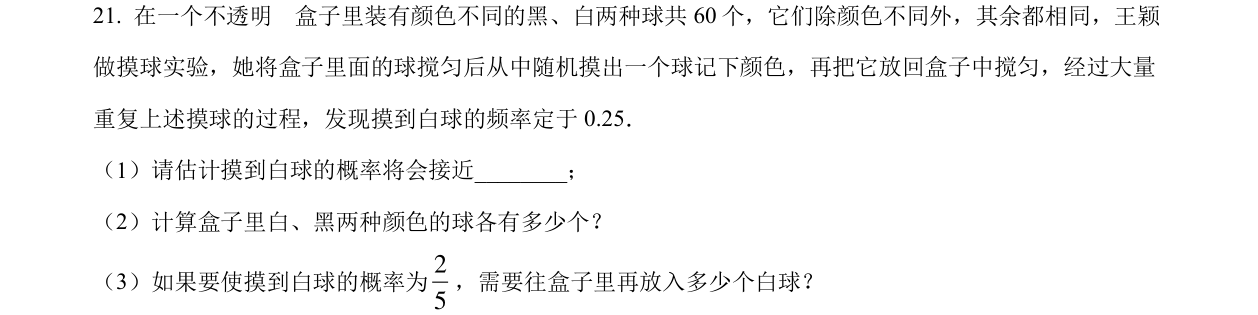 21. 在一个不透明 盒子里装有颜色不同的黑、白两种球共 60 个，它们除颜色不同外，其余都相同，王颖
做摸球实验，她将盒子里面的球搅匀后从中随机摸出一个球记下颜色，再把它放回盒子中搅匀，经过大量
重复上述摸球的过程，发现摸到白球的频率定于 0.25．
（1）请估计摸到白球的概率将会接近________；
（2）计算盒子里白、黑两种颜色的球各有多少个？
（3）如果要使摸到白球的概率为2/5，需要往盒子里再放入多少个白球？